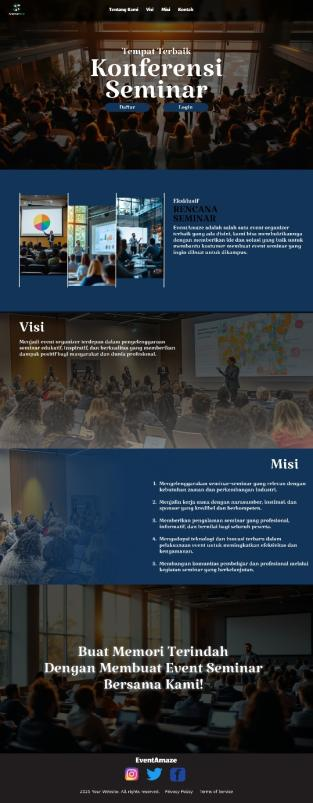 Tentang Kami Visi Misi Kontak
Tempat Terbaik
Konferensi
Seminar
Daftar Login
Eksklusif
RENCANA
SEMINAR
EventAmaze adalah salah satu event organizer
terbaik yang ada disini, kami bisa membuktikannya
dengan memberikan ide dan solusi yang baik untuk
membantu kostumer membuat event seminar yang
ingin dibuat untuk dikampus.
Visi
Menjadi event organizer terdepan dalam penyelenggaraan
seminar edukatif, inspiratif, dan berkualitas yang memberikan
dampak positif bagi masyarakat dan dunia profesional.
Misi
1. Menyelenggarakan seminar-seminar yang relevan dengan
kebutuhan zaman dan perkembangan industri.
2. Menjalin kerja sama dengan narasumber, institusi, dan
sponsor yang kredibel dan berkompeten.
3. Memberikan pengalaman seminar yang profesional,
informatif, dan bernilai bagi seluruh peserta.
4. Mengadopsi teknologi dan inovasi terbaru dalam
pelaksanaan event untuk meningkatkan efektivitas dan
kenyamanan.
5. Membangun komunitas pembelajar dan profesional melalui
kegiatan seminar yang berkelanjutan.
Buat Memori Terindah
Dengan Membuat Event Seminar
Bersama Kami!
EventAmaze
2025 Your Website. All rights reserved. Privacy Policy Terms of Service